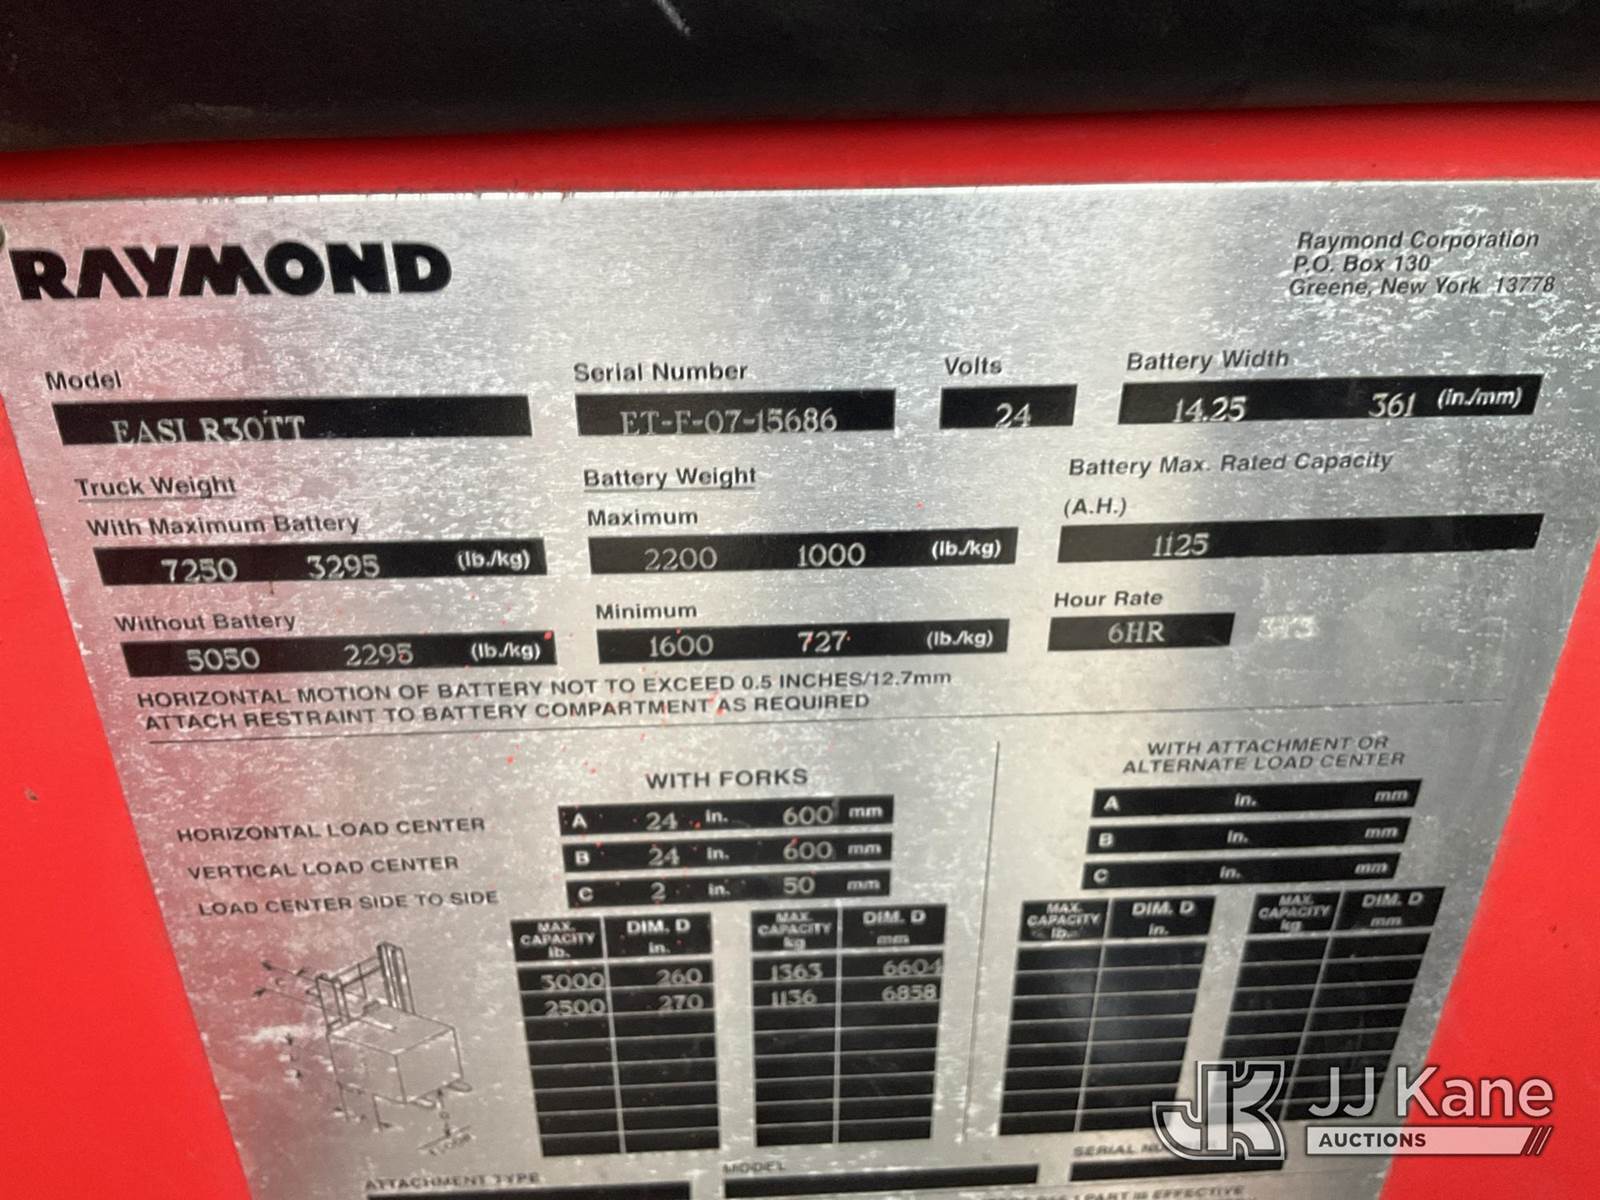 RAYMOND
Raymond Corporation
P.O. Box 130
Greene, New York 13778
Model
EASI R30TT
Serial Number
ET-F-07-15686
Volts
24
Battery Width
14.25 361 (in./mm)
Truck Weight
With Maximum Battery
7250 3295 (lb./kg)
Without Battery
5050 2295 (lb./kg)
Battery Weight
Maximum
2200 1000 (lb./kg)
Minimum
1600 727 (lb./kg)
Battery Max. Rated Capacity
(A.H.)
1125
Hour Rate
6HR
HORIZONTAL MOTION OF BATTERY NOT TO EXCEED 0.5 INCHES/12.7mm
ATTACH RESTRAINT TO BATTERY COMPARTMENT AS REQUIRED
WITH FORKS
HORIZONTAL LOAD CENTER A 24 in. 600 mm
VERTICAL LOAD CENTER B 24 in. 600 mm
LOAD CENTER SIDE TO SIDE C 2 in. 50 mm
MAX. CAPACITY lb. DIM. D in. MAX. CAPACITY kg DIM. D mm
3000 260 1363 6604
2500 270 1136 6858
WITH ATTACHMENT OR
ALTERNATE LOAD CENTER
A in. mm
B in. mm
C in. mm
MAX. CAPACITY lb. DIM. D in. MAX. CAPACITY kg DIM. D mm
ATTACHMENT TYPE
MODEL
SERIAL
PART IS EFFECTIVE
JK
JJ Kane
AUCTIONS